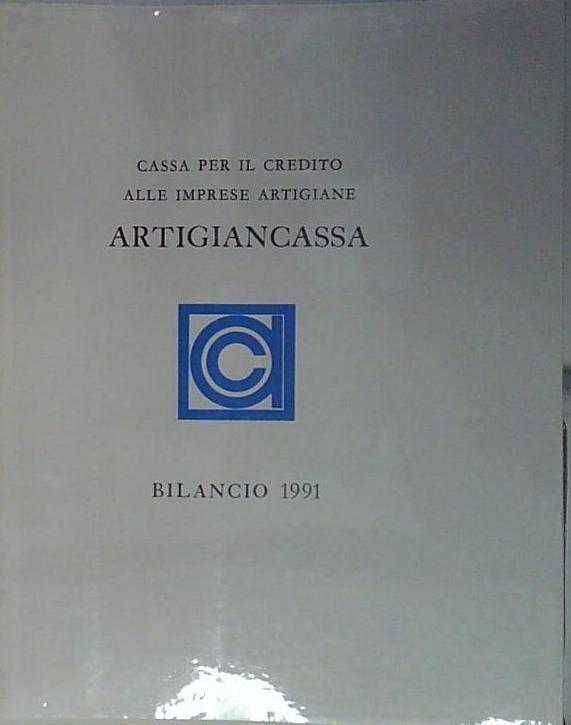 CASSA PER IL CREDITO
ALLE IMPRESE ARTIGIANE
ARTIGIANCASSA
BILANCIO 1991